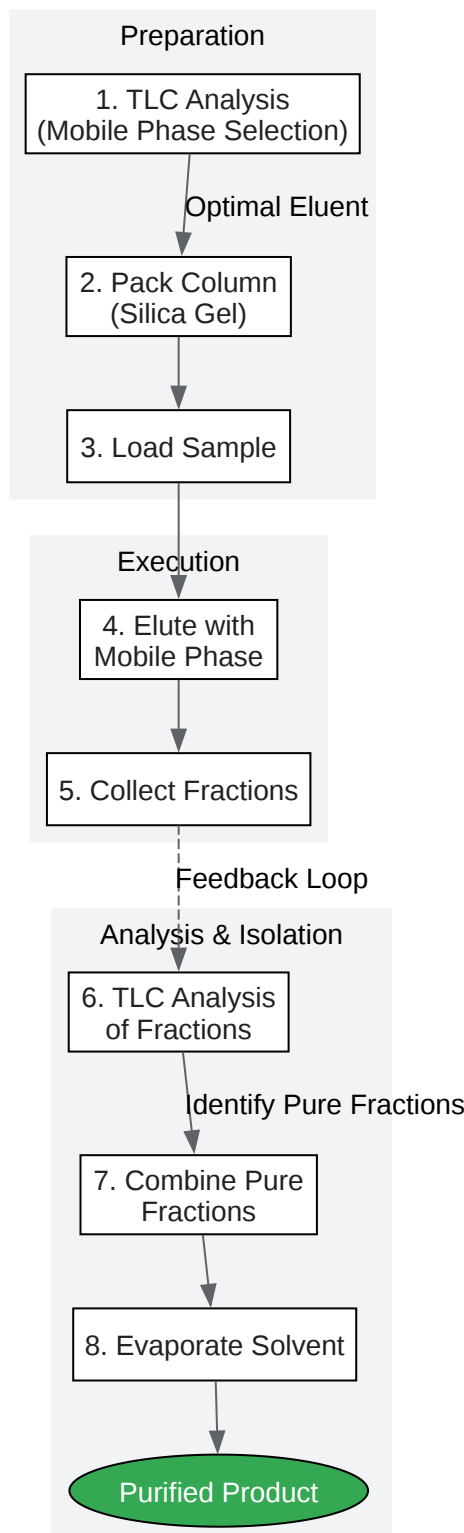 Preparation
1. TLC Analysis
(Mobile Phase Selection)
Optimal Eluent
2. Pack Column
(Silica Gel)
3. Load Sample
Execution
4. Elute with
Mobile Phase
5. Collect Fractions
Feedback Loop
Analysis & Isolation
6. TLC Analysis
of Fractions
Identify Pure Fractions
7. Combine Pure
Fractions
8. Evaporate Solvent
Purified Product